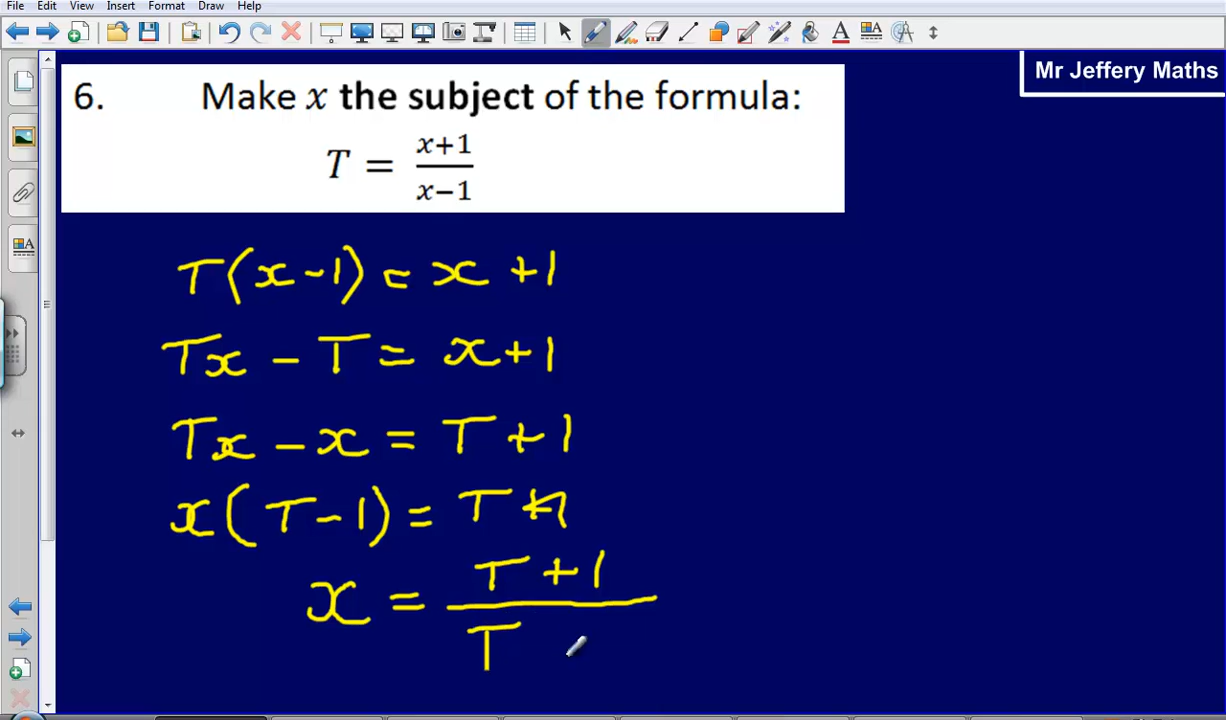 File Edit View Insert Format Draw Help
Mr Jeffery Maths
6. Make x the subject of the formula:
T = x+1/x−1
T(x-1) = x +1
Tx - T = x+1
Tx - x = T + 1
x(T-1) = T +1
x = T +1/T